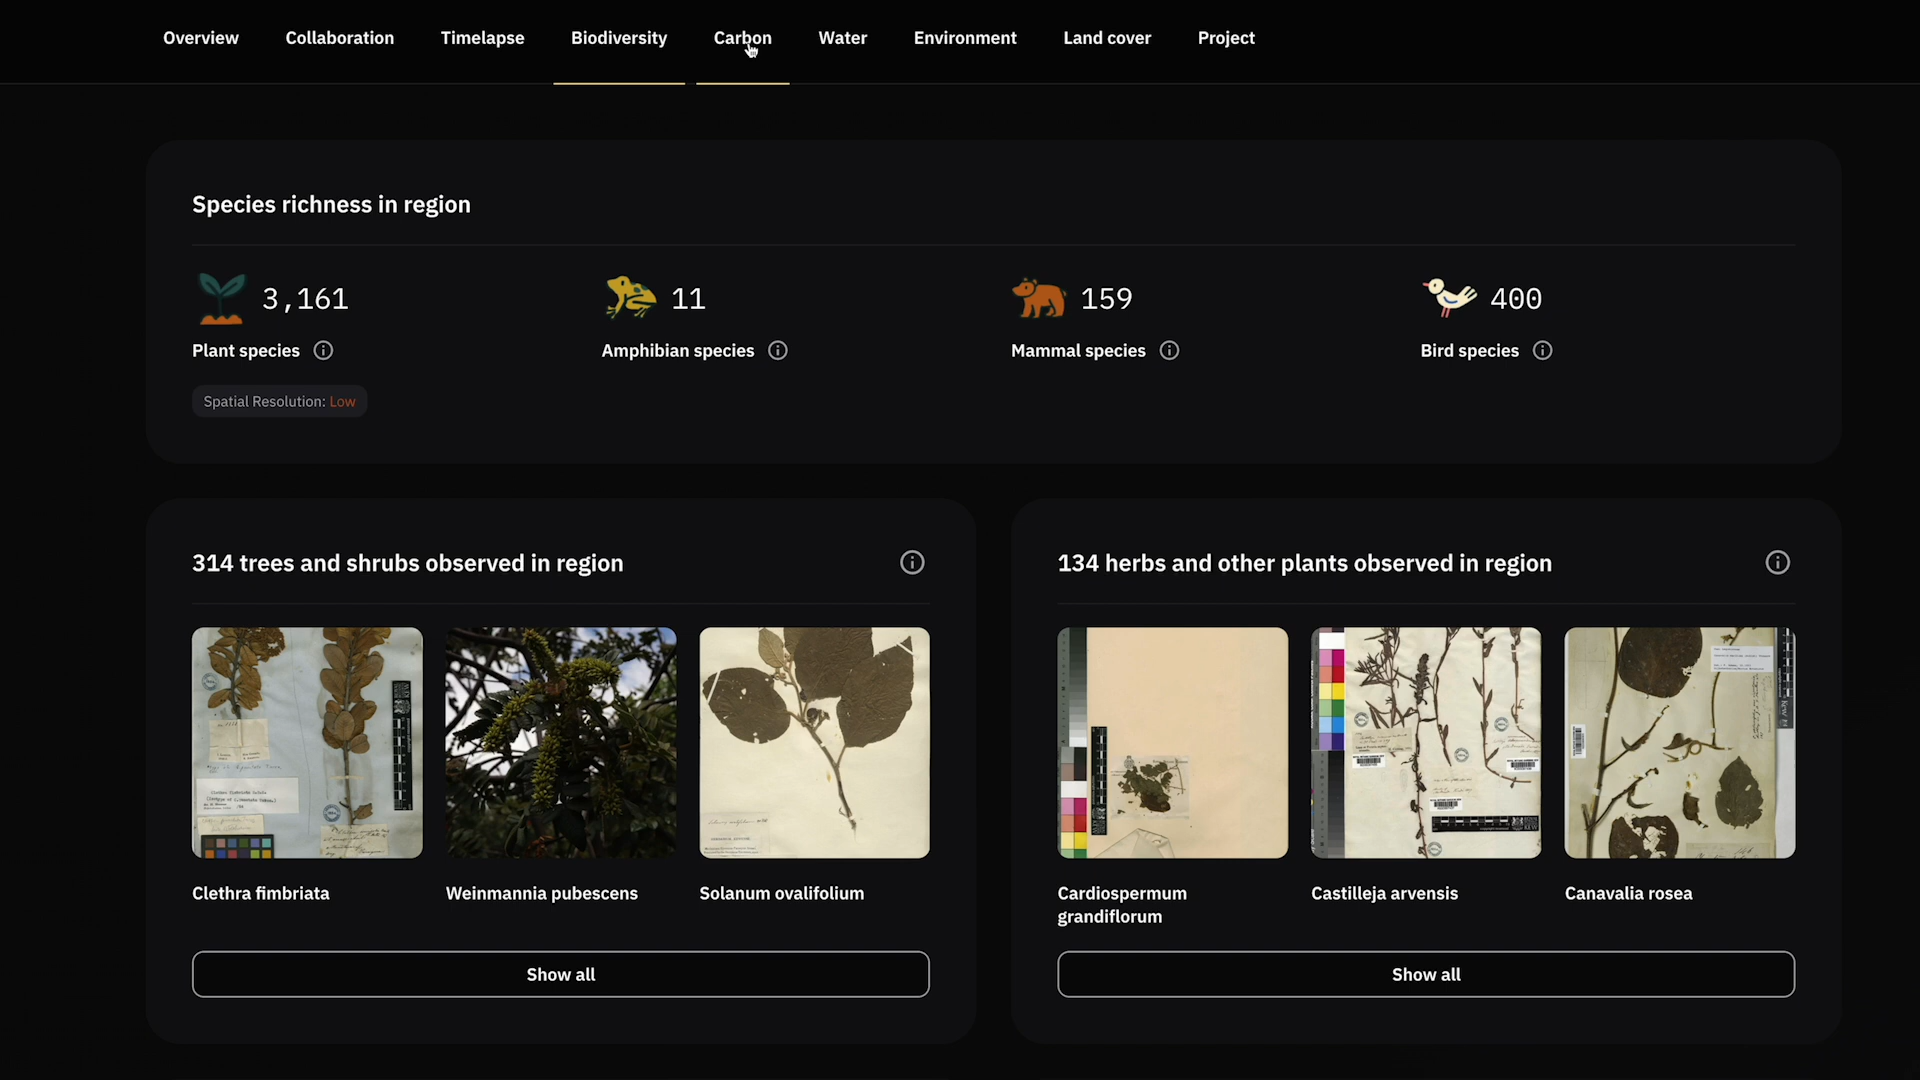 Overview Collaboration Timelapse Biodiversity Carbon Water Environment Land cover Project
Species richness in region
3,161 11 159 400
Plant species Amphibian species Mammal species Bird species
Spatial Resolution: Low
314 trees and shrubs observed in region
134 herbs and other plants observed in region
Clethra fimbriata Weinmannia pubescens Solanum ovalifolium
Cardiospermum
grandiflorum
Castilleja arvensis Canavalia rosea
Show all
Show all